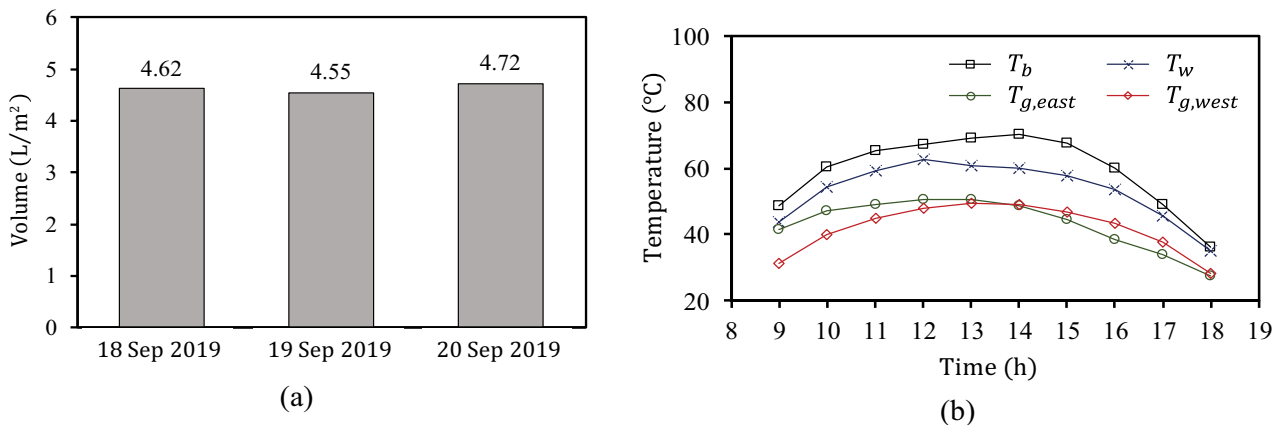 6
5
4
3
2
1
0
Volume (L/m²)
4.62
4.55
4.72
18 Sep 2019
19 Sep 2019
20 Sep 2019
(a)
100
80
60
40
20
Temperature (°C)
T_b
T_w
T_{g,east}
T_{g,west}
8 9 10 11 12 13 14 15 16 17 18 19
Time (h)
(b)